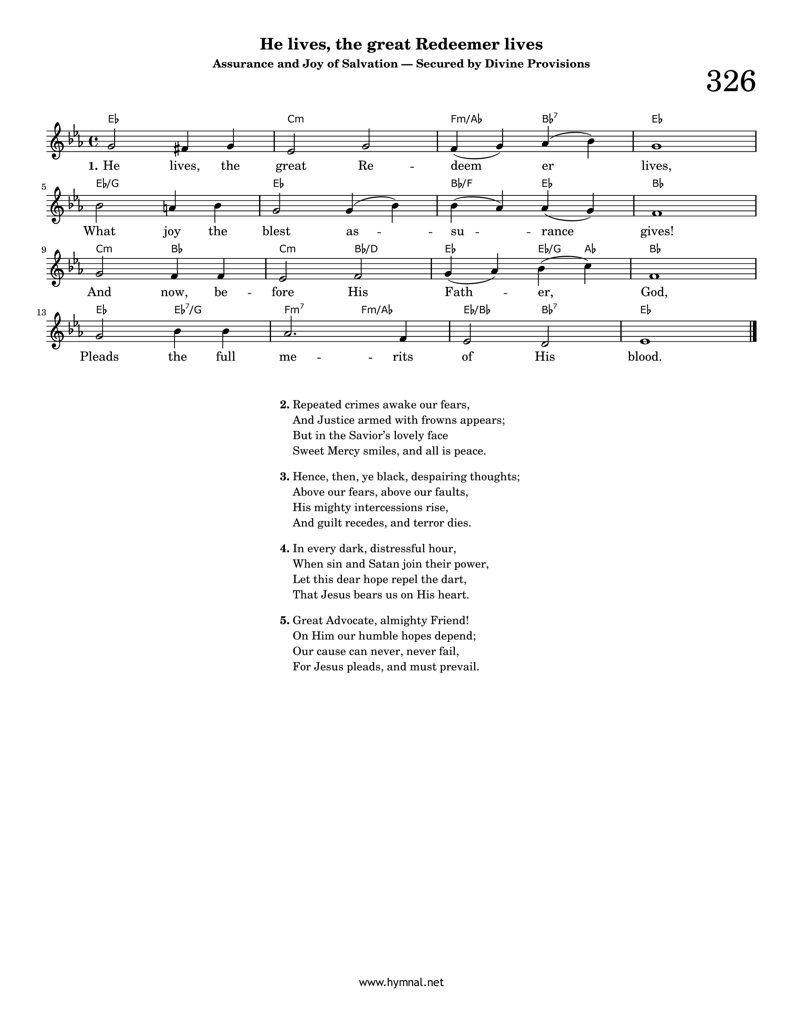 He lives, the great Redeemer lives
Assurance and Joy of Salvation — Secured by Divine Provisions
326
E♭ Cm Fm/A♭ B♭7 E♭
1. He lives, the great Re - deem er lives,
5
E♭/G E♭ B♭/F E♭ B♭
What joy the blest as - - su - - rance gives!
9
Cm B♭ Cm B♭/D E♭ E♭/G A♭ B♭
And now, be - fore His Fath - er, God,
13
E♭ E♭7/G Fm7 Fm/A♭ E♭/B♭ B♭7 E♭
Pleads the full me - - rits of His blood.
2. Repeated crimes awake our fears,
And Justice armed with frowns appears;
But in the Savior's lovely face
Sweet Mercy smiles, and all is peace.
3. Hence, then, ye black, despairing thoughts;
Above our fears, above our faults,
His mighty intercessions rise,
And guilt recedes, and terror dies.
4. In every dark, distressful hour,
When sin and Satan join their power,
Let this dear hope repel the dart,
That Jesus bears us on His heart.
5. Great Advocate, almighty Friend!
On Him our humble hopes depend;
Our cause can never, never fail,
For Jesus pleads, and must prevail.
www.hymnal.net